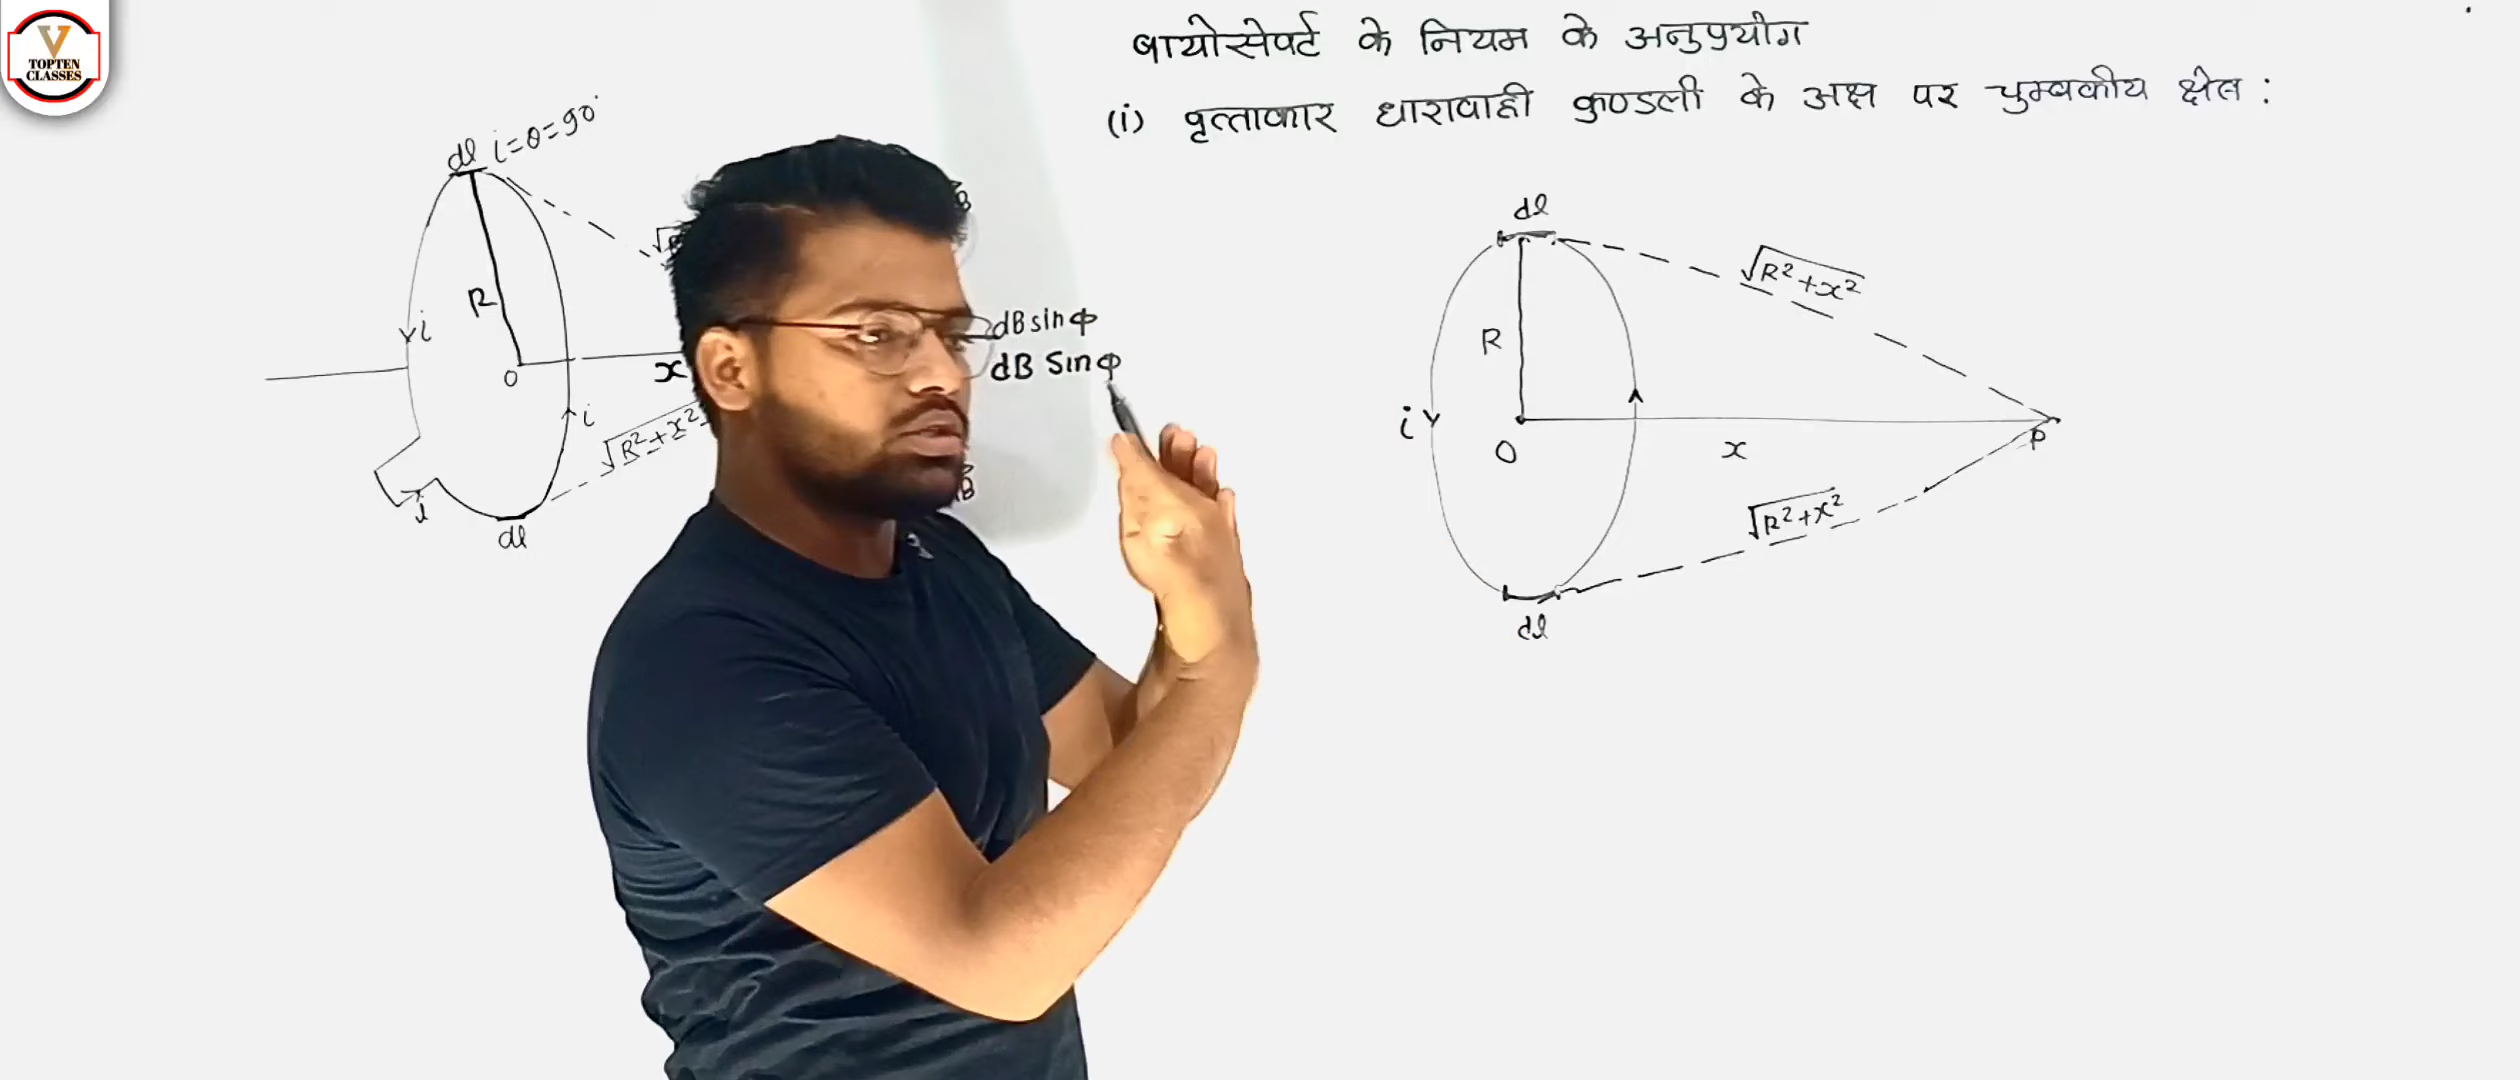 V
TOPTEN
CLASSES
बायोसेवर्ट के नियम के अनुप्रयोग
(i) वृत्ताकार धारावाही कुण्डली के अक्ष पर चुम्बकीय क्षेत्र :
dl i=θ=90°
R
i
O
x
i
√R²+x²
i
dl
dB sinϕ
dB Sinϕ
B
dl
√R²+x²
R
i
O
x
P
√R²+x²
dl